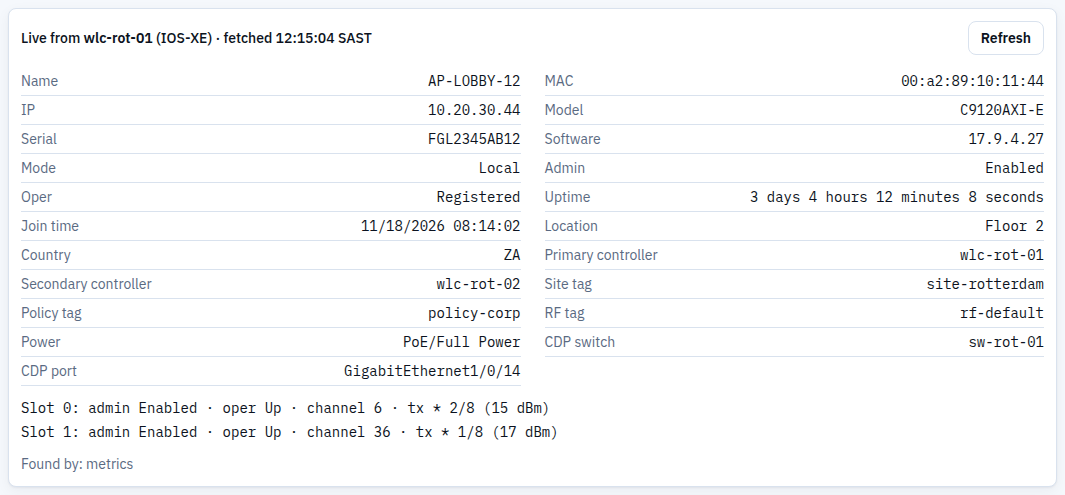 Live from wlc-rot-01 (IOS-XE) · fetched 12:15:04 SAST
Refresh
Name AP-LOBBY-12
MAC 00:a2:89:10:11:44
IP 10.20.30.44
Model C9120AXI-E
Serial FGL2345AB12
Software 17.9.4.27
Mode Local
Admin Enabled
Oper Registered
Uptime 3 days 4 hours 12 minutes 8 seconds
Join time 11/18/2026 08:14:02
Location Floor 2
Country ZA
Primary controller wlc-rot-01
Secondary controller wlc-rot-02
Site tag site-rotterdam
Policy tag policy-corp
RF tag rf-default
Power PoE/Full Power
CDP switch sw-rot-01
CDP port GigabitEthernet1/0/14
Slot 0: admin Enabled · oper Up · channel 6 · tx * 2/8 (15 dBm)
Slot 1: admin Enabled · oper Up · channel 36 · tx * 1/8 (17 dBm)
Found by: metrics